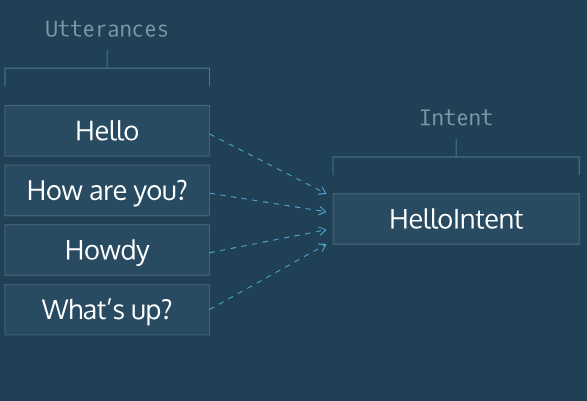 Utterances
Hello
How are you?
Howdy
What's up?
Intent
HelloIntent